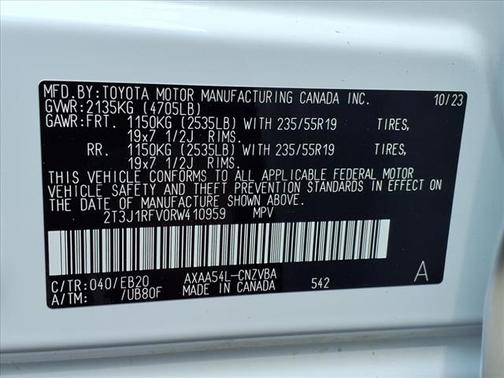 MFD.BY:TOYOTA MOTOR MANUFACTURING CANADA INC. 10/23
GVWR:2135KG (4705LB)
GAWR:FRT. 1150KG (2535LB) WITH 235/55R19 TIRES,
19x7 1/2J RIMS.
RR. 1150KG (2535LB) WITH 235/55R19 TIRES,
19x7 1/2J RIMS.
THIS VEHICLE CONFORMS TO ALL APPLICABLE FEDERAL MOTOR
VEHICLE SAFETY AND THEFT PREVENTION STANDARDS IN EFFECT ON
THE DATE OF MANUFACTURE SHOWN ABOVE.
2T3J1RFV0RW410959 MPV
C/TR:040/EB20 AXAA54L-CNZVBA 542 A
A/TM: /UB80F MADE IN CANADA